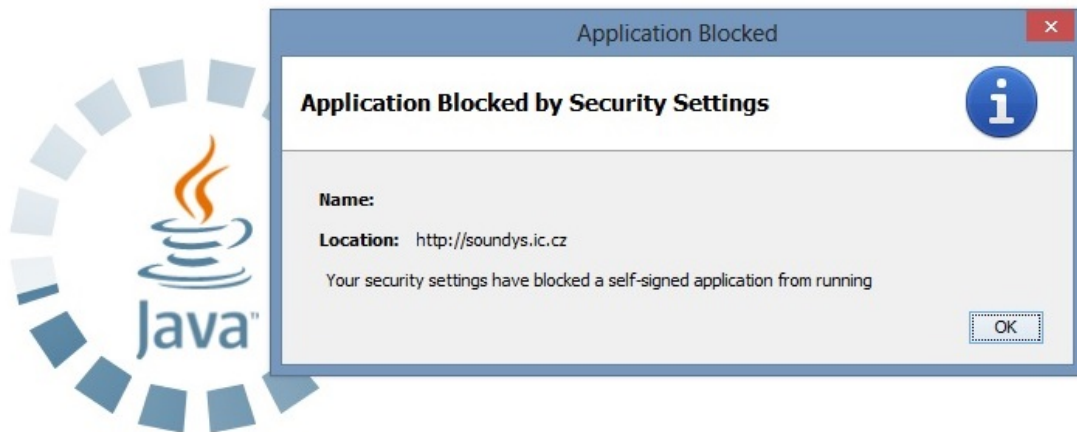 Application Blocked
Application Blocked by Security Settings
Name:
Location: http://soundys.ic.cz
Your security settings have blocked a self-signed application from running
OK
Java™